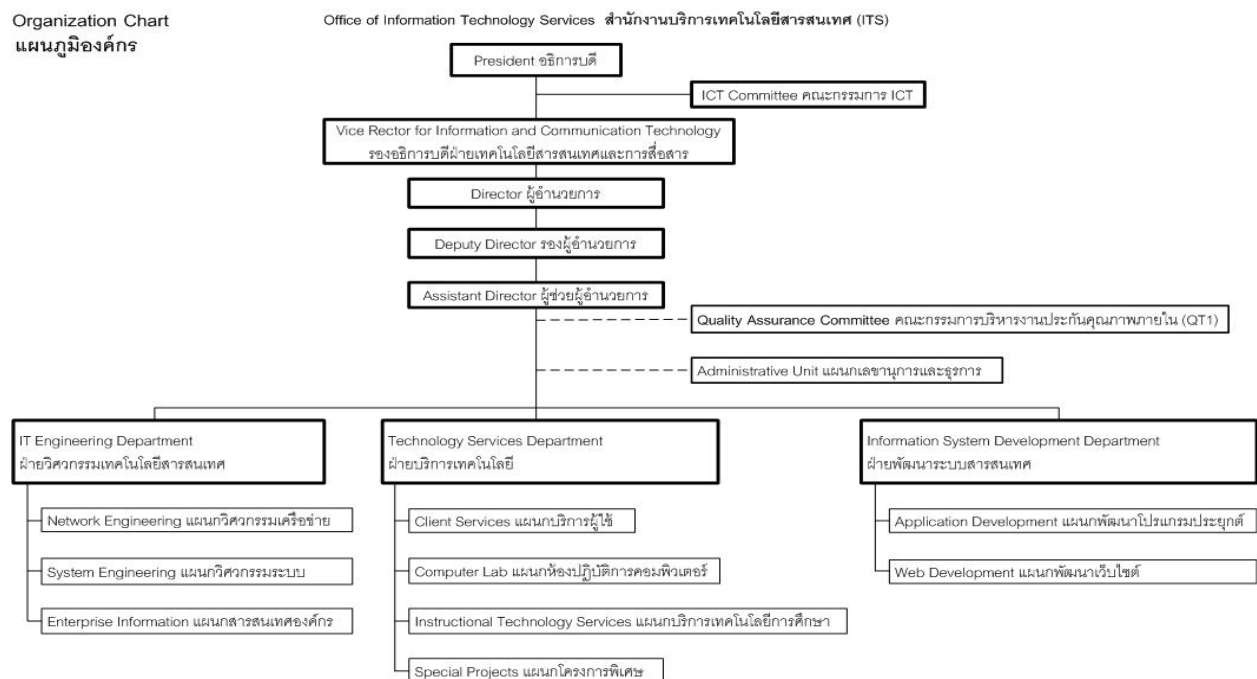 Organization Chart
แผนภูมิองค์กร
Office of Information Technology Services สำนักงานบริการเทคโนโลยีสารสนเทศ (ITS)
President อธิการบดี
ICT Committee คณะกรรมการ ICT
Vice Rector for Information and Communication Technology
รองอธิการบดีฝ่ายเทคโนโลยีสารสนเทศและการสื่อสาร
Director ผู้อำนวยการ
Deputy Director รองผู้อำนวยการ
Assistant Director ผู้ช่วยผู้อำนวยการ
Quality Assurance Committee คณะกรรมการบริหารงานประกันคุณภาพภายใน (QT1)
Administrative Unit แผนกเลขานุการและธุรการ
IT Engineering Department
ฝ่ายวิศวกรรมเทคโนโลยีสารสนเทศ
Network Engineering แผนกวิศวกรรมเครือข่าย
System Engineering แผนกวิศวกรรมระบบ
Enterprise Information แผนกสารสนเทศองค์กร
Technology Services Department
ฝ่ายบริการเทคโนโลยี
Client Services แผนกบริการผู้ใช้
Computer Lab แผนกห้องปฏิบัติการคอมพิวเตอร์
Instructional Technology Services แผนกบริการเทคโนโลยีการศึกษา
Special Projects แผนกโครงการพิเศษ
Information System Development Department
ฝ่ายพัฒนาระบบสารสนเทศ
Application Development แผนกพัฒนาโปรแกรมประยุกต์
Web Development แผนกพัฒนาเว็บไซต์